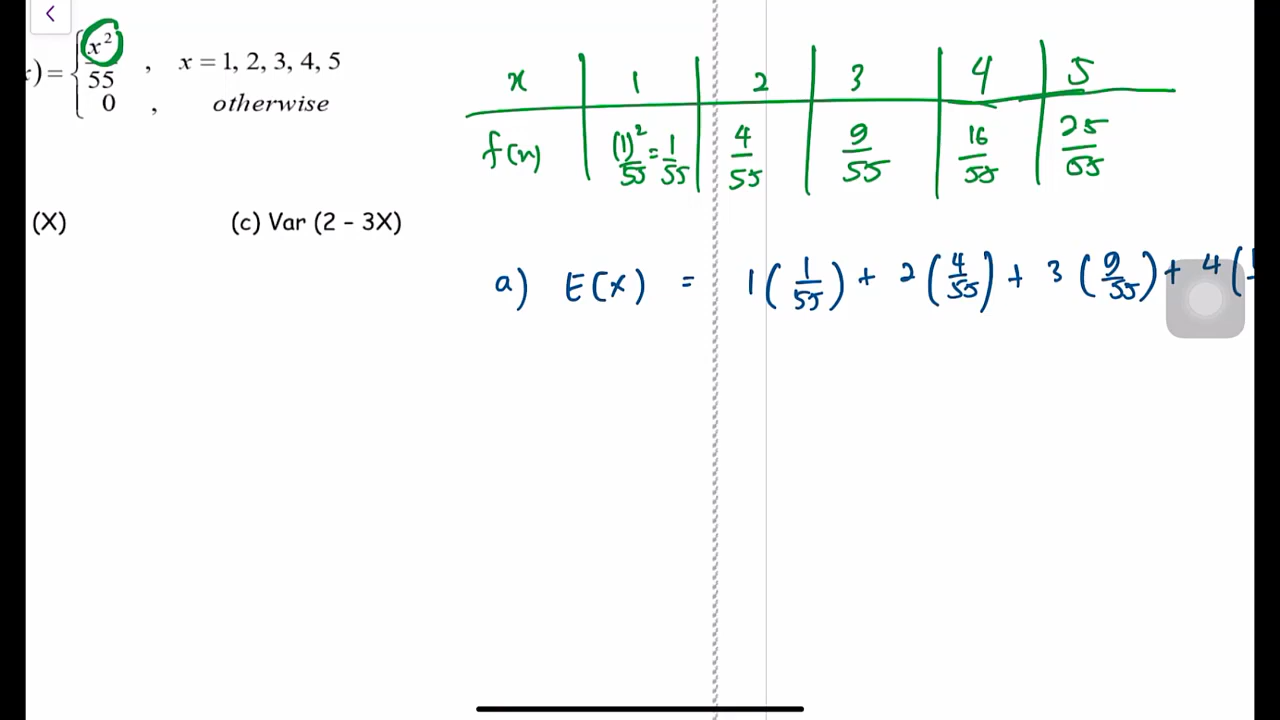 x) = { x² / 55 , x = 1, 2, 3, 4, 5
0 , otherwise
x 1 2 3 4 5
f(x) (1)²/55 = 1/55 4/55 9/55 16/55 25/55
(X) (c) Var (2 - 3X)
a) E(X) = 1(1/55) + 2(4/55) + 3(9/55) + 4(